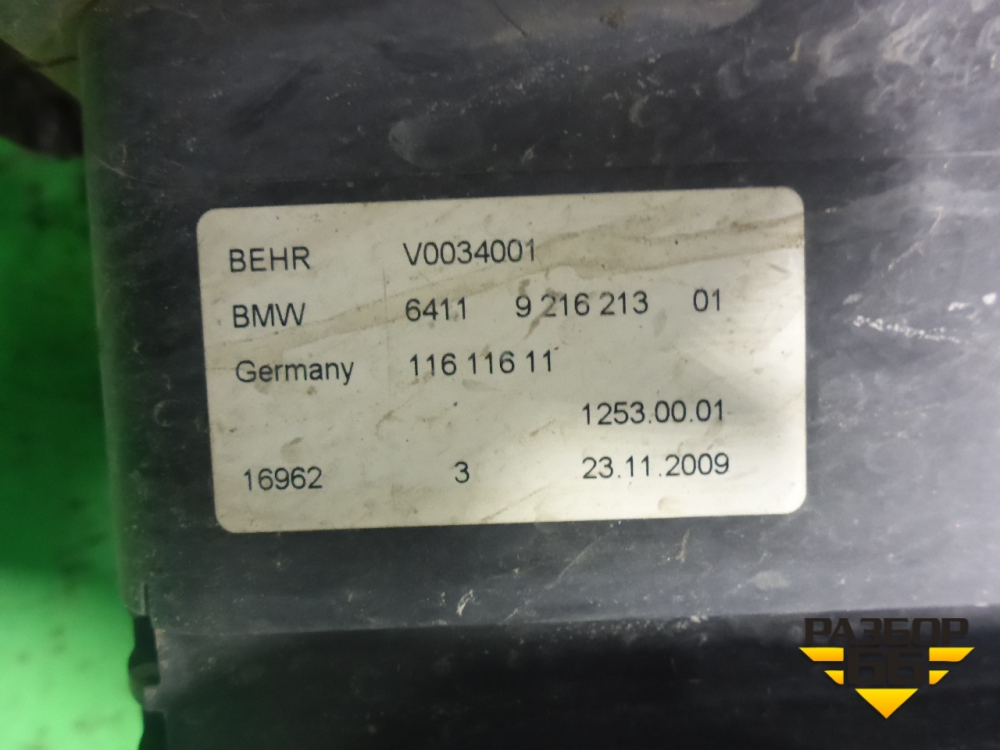 BEHR V0034001
BMW 6411 9 216 213 01
Germany 116 116 11
1253.00.01
16962 3 23.11.2009
РАЗБОР
66